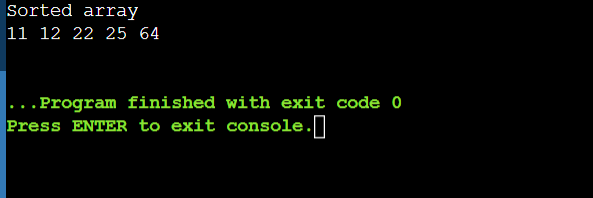 Sorted array
11 12 22 25 64
...Program finished with exit code 0
Press ENTER to exit console.